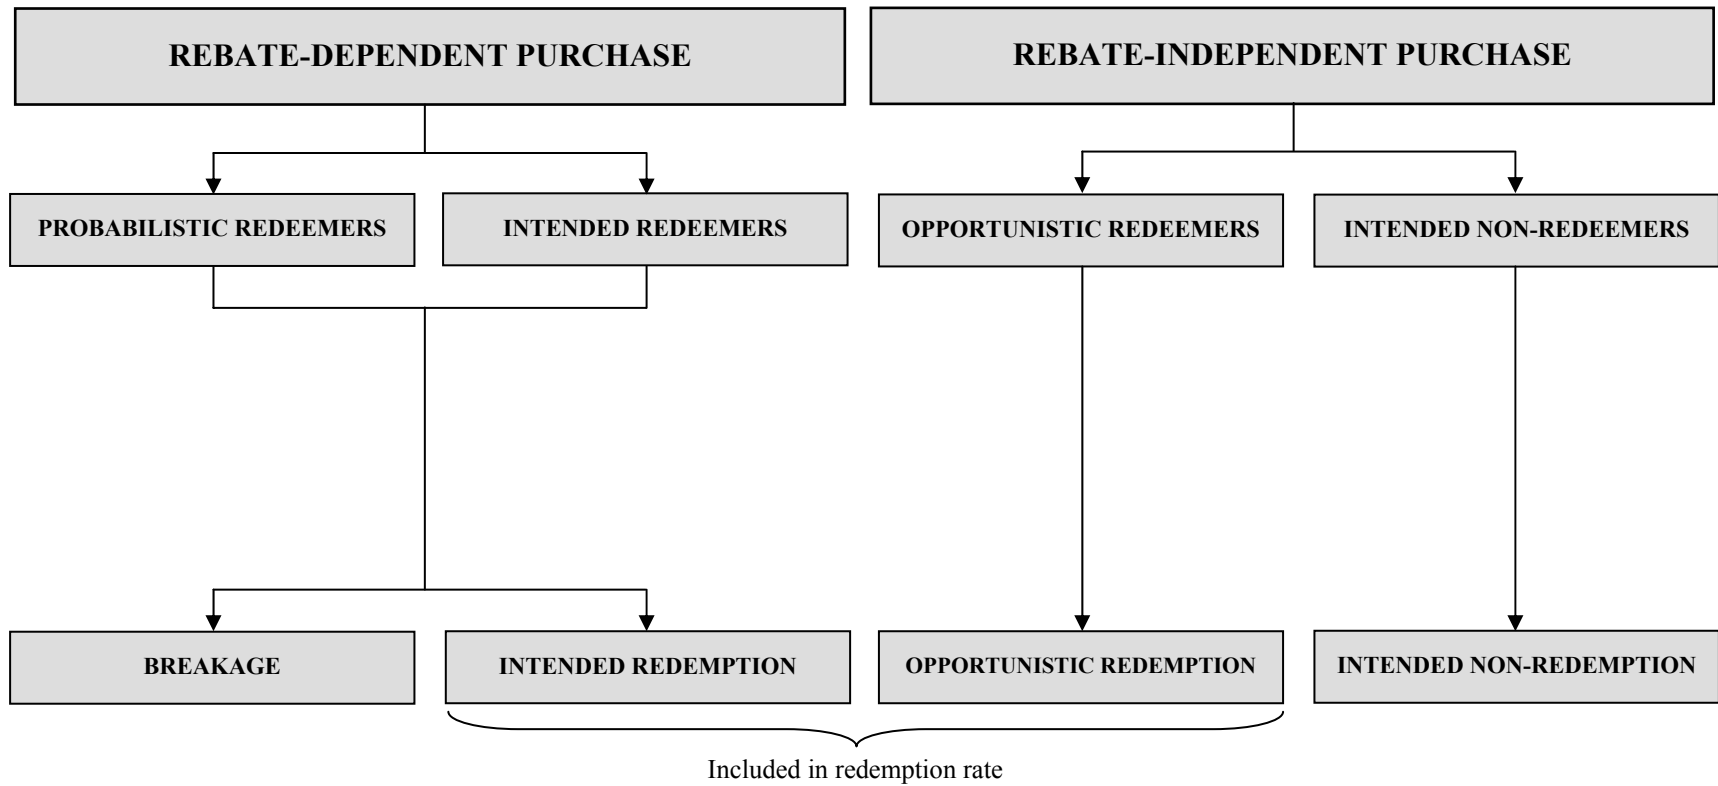 REBATE-DEPENDENT PURCHASE
REBATE-INDEPENDENT PURCHASE
PROBABILISTIC REDEEMERS
INTENDED REDEEMERS
OPPORTUNISTIC REDEEMERS
INTENDED NON-REDEEMERS
BREAKAGE
INTENDED REDEMPTION
OPPORTUNISTIC REDEMPTION
INTENDED NON-REDEMPTION
Included in redemption rate